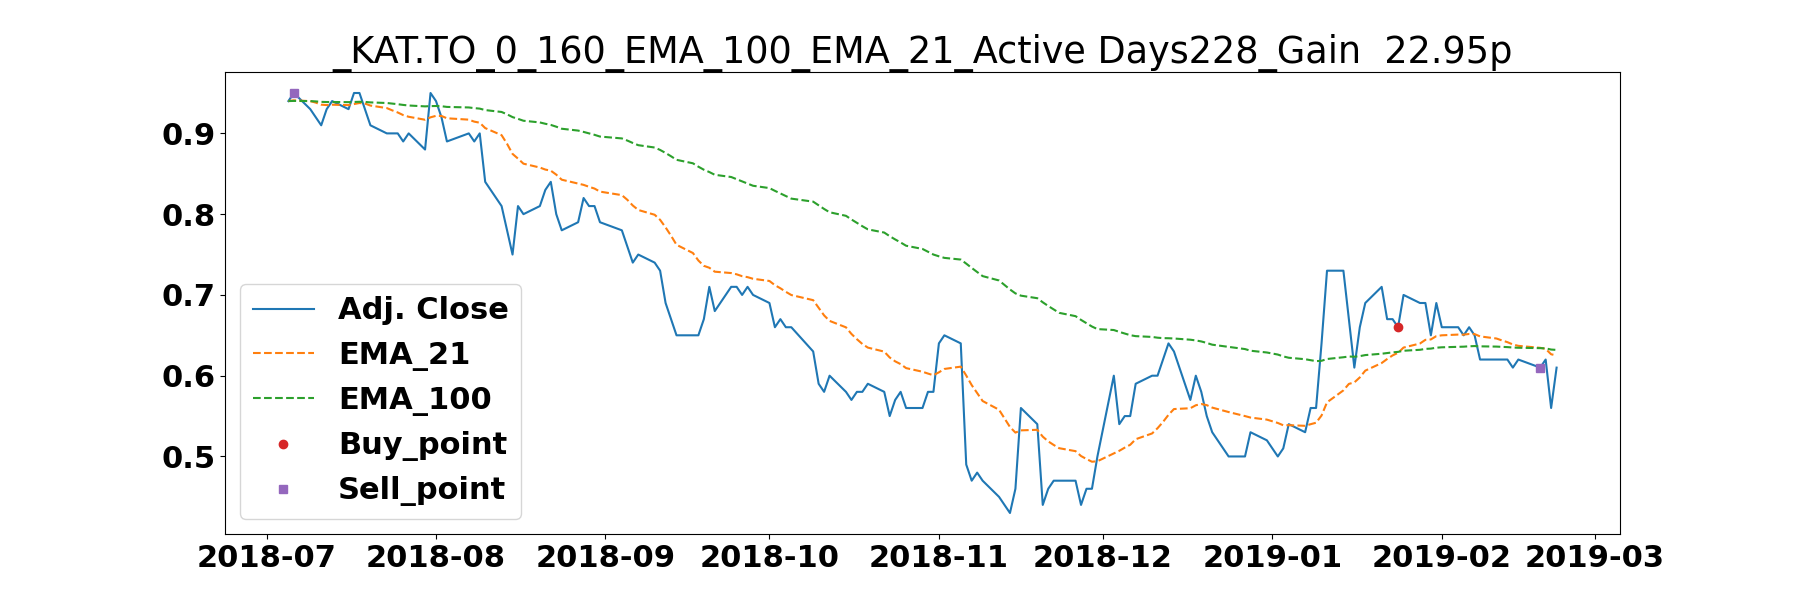 _KAT.TO_0_160_EMA_100_EMA_21_Active Days228_Gain  22.95p
0.9
0.8
0.7
0.6
0.5
Adj. Close
EMA_21
EMA_100
Buy_point
Sell_point
2018-07 2018-08 2018-09 2018-10 2018-11 2018-12 2019-01 2019-02 2019-03